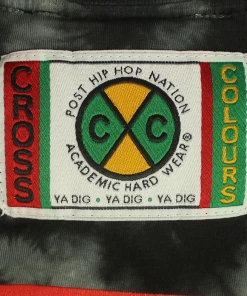 CROSS
POST HIP HOP NATION
C C
ACADEMIC HARD WEAR®
YA DIG • YA DIG • YA DIG
COLOURS